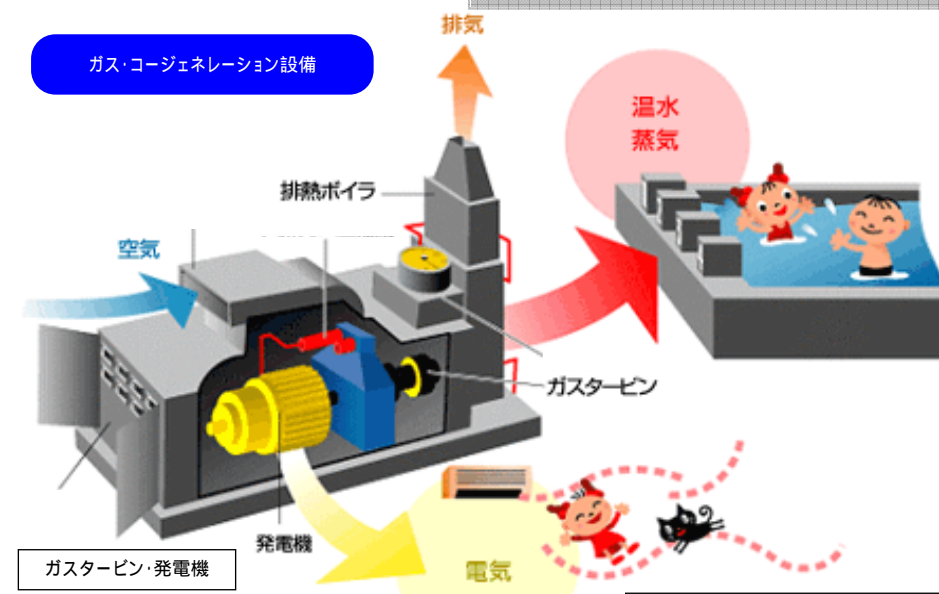 排気
ガス・コージェネレーション設備
温水
蒸気
排熱ボイラ
空気
ガスタービン
発電機
ガスタービン・発電機
電気